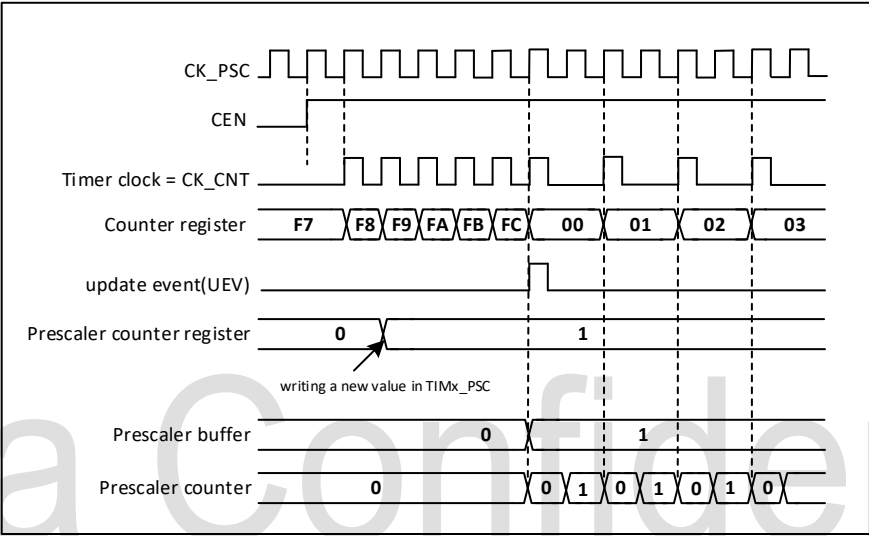 CK_PSC
CEN
Timer clock = CK_CNT
Counter register F7 F8 F9 FA FB FC 00 01 02 03
update event(UEV)
Prescaler counter register 0 1
writing a new value in TIMx_PSC
Prescaler buffer 0 1
Prescaler counter 0 0 1 0 1 0 1 0
a Confiden